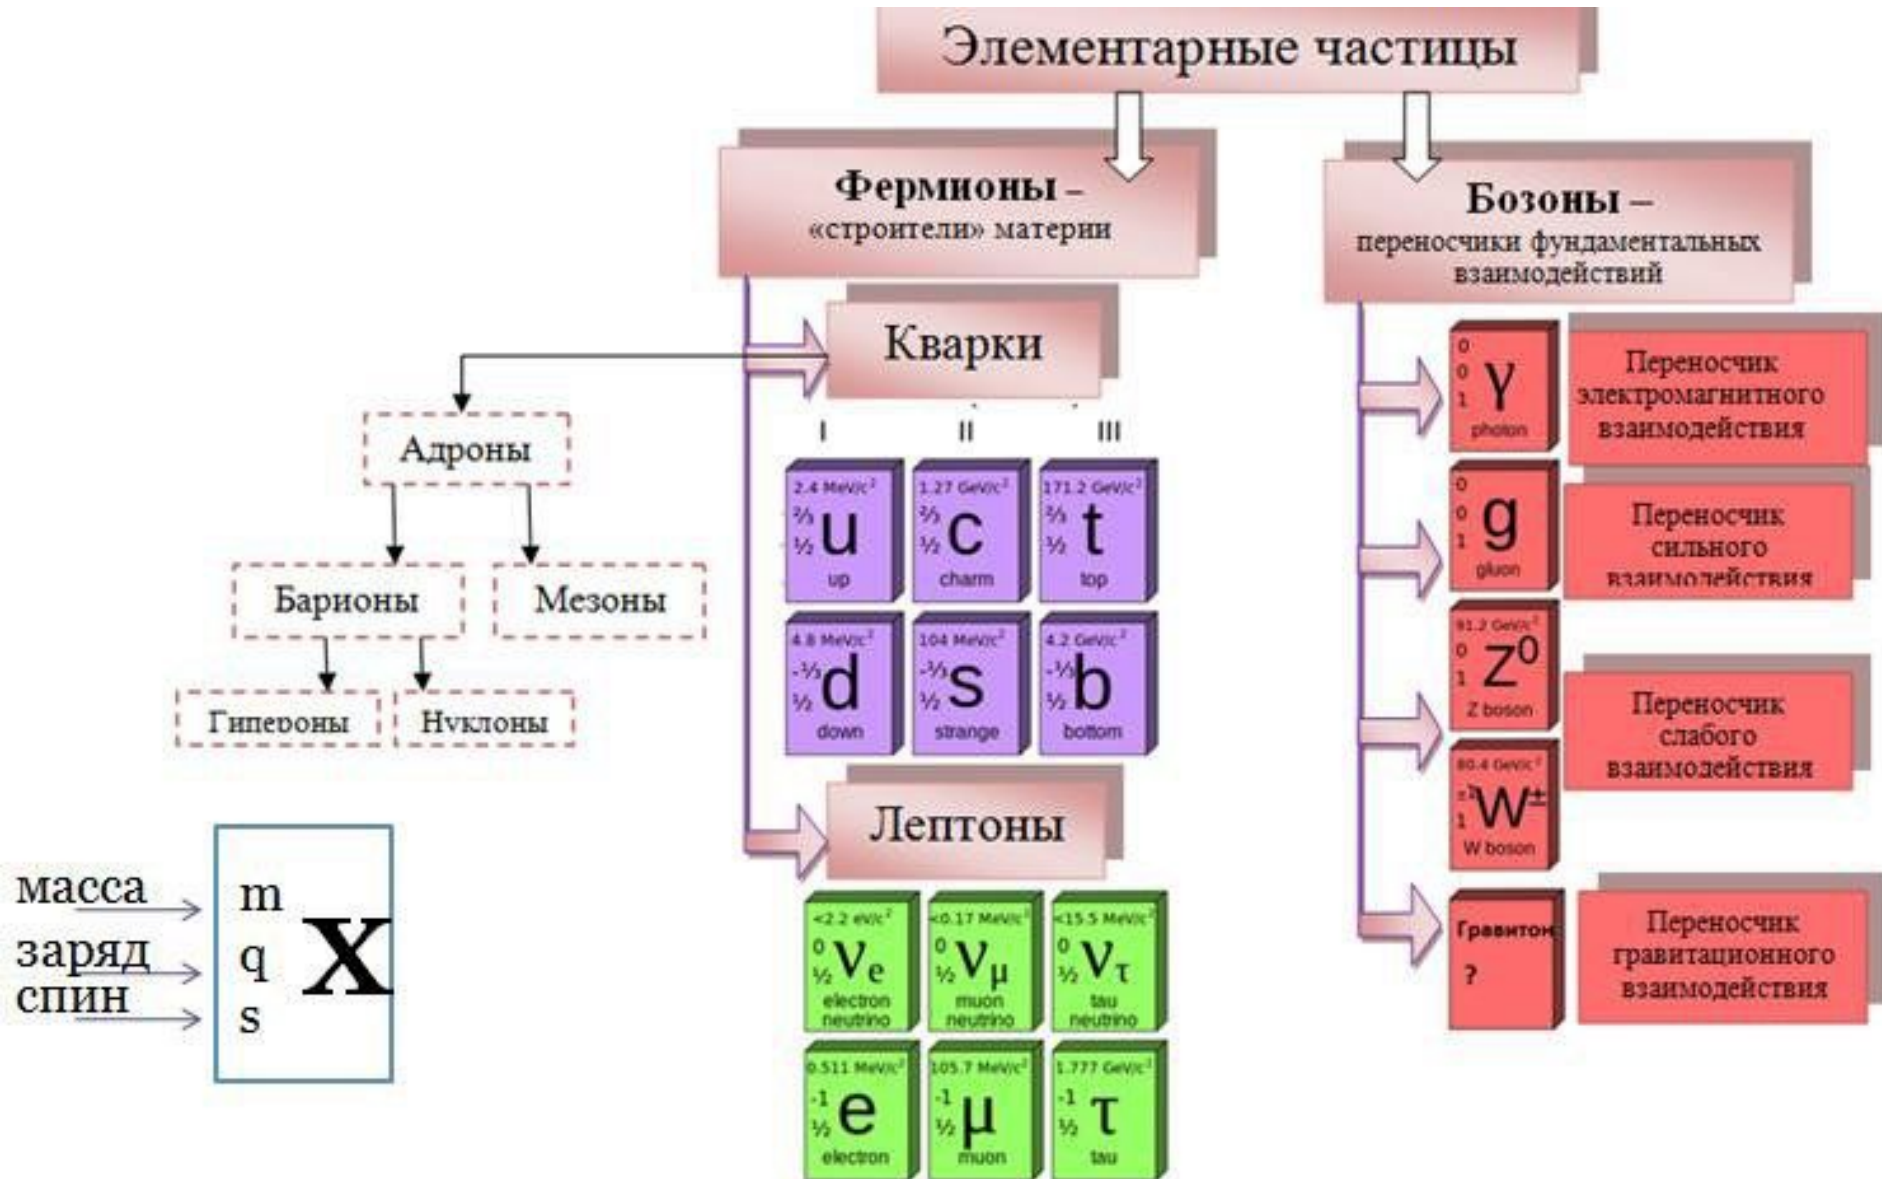 Элементарные частицы
Фермионы –
«строители» материи
Бозоны –
переносчики фундаментальных
взаимодействий
Кварки
I II III
2.4 MeV/c²
⅔
½
u
up
1.27 GeV/c²
⅔
½
c
charm
171.2 GeV/c²
⅔
½
t
top
4.8 MeV/c²
-⅓
½
d
down
104 MeV/c²
-⅓
½
s
strange
4.2 GeV/c²
-⅓
½
b
bottom
Адроны
Барионы
Мезоны
Гипероны
Нуклоны
Лептоны
<2.2 eV/c²
0
½
νe
electron
neutrino
<0.17 MeV/c²
0
½
νμ
muon
neutrino
<15.5 MeV/c²
0
½
ντ
tau
neutrino
0.511 MeV/c²
-1
½
e
electron
105.7 MeV/c²
-1
½
μ
muon
1.777 GeV/c²
-1
½
τ
tau
масса
заряд
спин
m
q
s
X
0
0
1
γ
photon
Переносчик
электромагнитного
взаимодействия
0
0
1
g
gluon
Переносчик
сильного
взаимодействия
91.2 GeV/c²
0
1
Z⁰
Z boson
80.4 GeV/c²
±1
1
W±
W boson
Переносчик
слабого
взаимодействия
Гравитон
?
Переносчик
гравитационного
взаимодействия